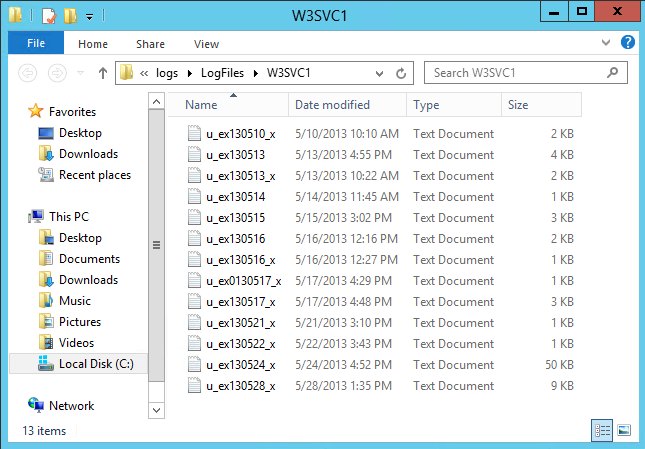 W3SVC1
File Home Share View
« logs LogFiles W3SVC1 Search W3SVC1
Favorites
Desktop
Downloads
Recent places
This PC
Desktop
Documents
Downloads
Music
Pictures
Videos
Local Disk (C:)
Network
Name Date modified Type Size
u_ex130510_x 5/10/2013 10:10 AM Text Document 2 KB
u_ex130513 5/13/2013 4:55 PM Text Document 4 KB
u_ex130513_x 5/13/2013 10:22 AM Text Document 2 KB
u_ex130514 5/14/2013 11:45 AM Text Document 1 KB
u_ex130515 5/15/2013 3:02 PM Text Document 3 KB
u_ex130516 5/16/2013 12:16 PM Text Document 2 KB
u_ex130516_x 5/16/2013 12:27 PM Text Document 1 KB
u_ex0130517_x 5/17/2013 4:29 PM Text Document 1 KB
u_ex130517_x 5/17/2013 4:48 PM Text Document 3 KB
u_ex130521_x 5/21/2013 3:10 PM Text Document 1 KB
u_ex130522_x 5/22/2013 3:43 PM Text Document 1 KB
u_ex130524_x 5/24/2013 4:52 PM Text Document 50 KB
u_ex130528_x 5/28/2013 1:35 PM Text Document 9 KB
13 items